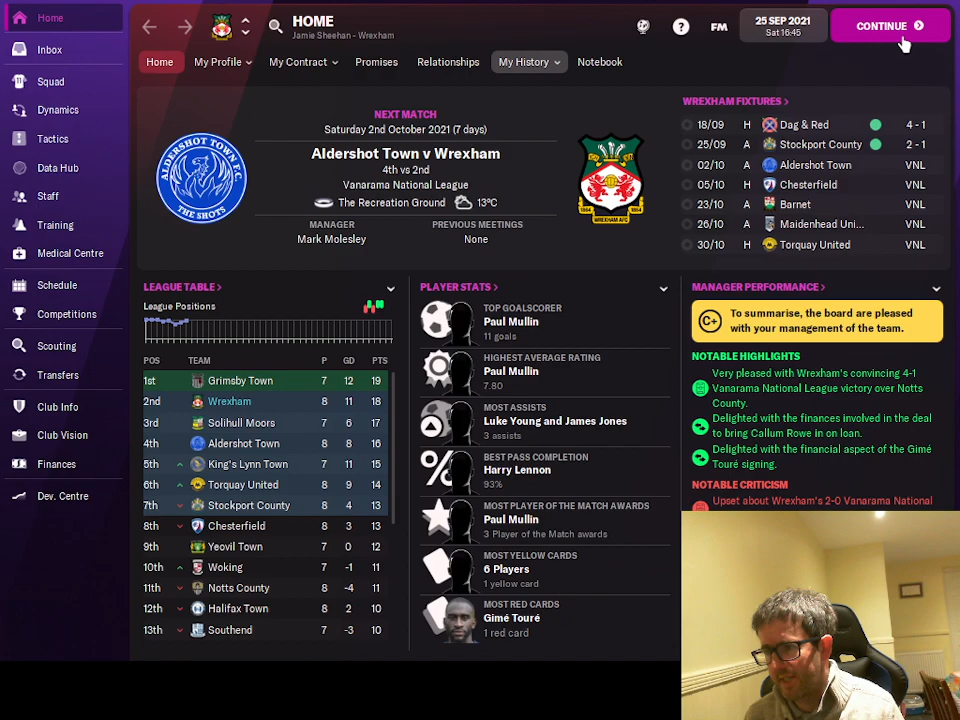 Home
Inbox
Squad
Dynamics
Tactics
Data Hub
Staff
Training
Medical Centre
Schedule
Competitions
Scouting
Transfers
Club Info
Club Vision
Finances
Dev. Centre
HOME
Jamie Sheehan - Wrexham
?
FM
25 SEP 2021
Sat 16:45
CONTINUE
Home
My Profile
My Contract
Promises
Relationships
My History
Notebook
ALDERSHOT TOWN F.C
THE SHOTS
NEXT MATCH
Saturday 2nd October 2021 (7 days)
Aldershot Town v Wrexham
4th vs 2nd
Vanarama National League
The Recreation Ground 13°C
MANAGER
Mark Molesley
PREVIOUS MEETINGS
None
1864 1864
WREXHAM AFC
WREXHAM FIXTURES >
18/09 H Dag & Red 4 - 1
25/09 A Stockport County 2 - 1
02/10 A Aldershot Town VNL
05/10 H Chesterfield VNL
23/10 A Barnet VNL
26/10 A Maidenhead Uni... VNL
30/10 H Torquay United VNL
LEAGUE TABLE >
League Positions
POS TEAM P GD PTS
1st Grimsby Town 7 12 19
2nd Wrexham 8 11 18
3rd Solihull Moors 7 6 17
4th Aldershot Town 8 8 16
5th King's Lynn Town 7 11 15
6th Torquay United 8 9 14
7th Stockport County 8 4 13
8th Chesterfield 8 3 13
9th Yeovil Town 7 0 12
10th Woking 7 -1 11
11th Notts County 8 -4 11
12th Halifax Town 8 2 10
13th Southend 7 -3 10
PLAYER STATS >
TOP GOALSCORER
Paul Mullin
11 goals
HIGHEST AVERAGE RATING
Paul Mullin
7.80
MOST ASSISTS
Luke Young and James Jones
3 assists
%
BEST PASS COMPLETION
Harry Lennon
93%
MOST PLAYER OF THE MATCH AWARDS
Paul Mullin
3 Player of the Match awards
MOST YELLOW CARDS
6 Players
1 yellow card
MOST RED CARDS
Gimé Touré
1 red card
MANAGER PERFORMANCE >
C+
To summarise, the board are pleased
with your management of the team.
NOTABLE HIGHLIGHTS
Very pleased with Wrexham's convincing 4-1
Vanarama National League victory over Notts
County.
Delighted with the finances involved in the deal
to bring Callum Rowe in on loan.
Delighted with the financial aspect of the Gimé
Touré signing.
NOTABLE CRITICISM
Upset about Wrexham's 2-0 Vanarama National